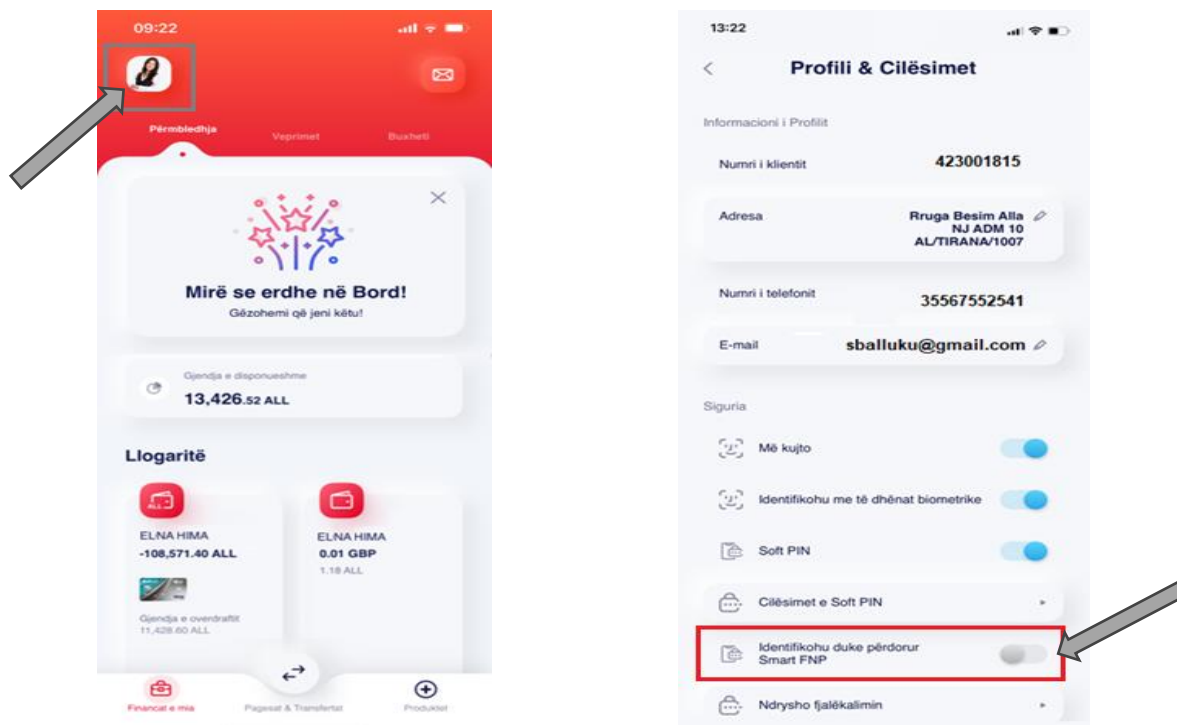 09:22
Përmbledhja
Veprimet
Buxheti
Mirë se erdhe në Bord!
Gëzohemi që jeni këtu!
Gjendja e disponueshme
13,426.52 ALL
Llogaritë
ELNA HIMA
-108,571.40 ALL
Gjendja e overdraftit
11,428.60 ALL
ELNA HIMA
0.01 GBP
1.18 ALL
Financat e mia
Pagesat & Transfertat
Produktet
13:22
Profili & Cilësimet
Informacioni i Profilit
Numri i klientit
423001815
Adresa
Rruga Besim Alla
NJ ADM 10
AL/TIRANA/1007
Numri i telefonit
35567552541
E-mail
sballuku@gmail.com
Siguria
Më kujto
Identifikohu me të dhënat biometrike
Soft PIN
Cilësimet e Soft PIN
Identifikohu duke përdorur
Smart FNP
Ndrysho fjalëkalimin